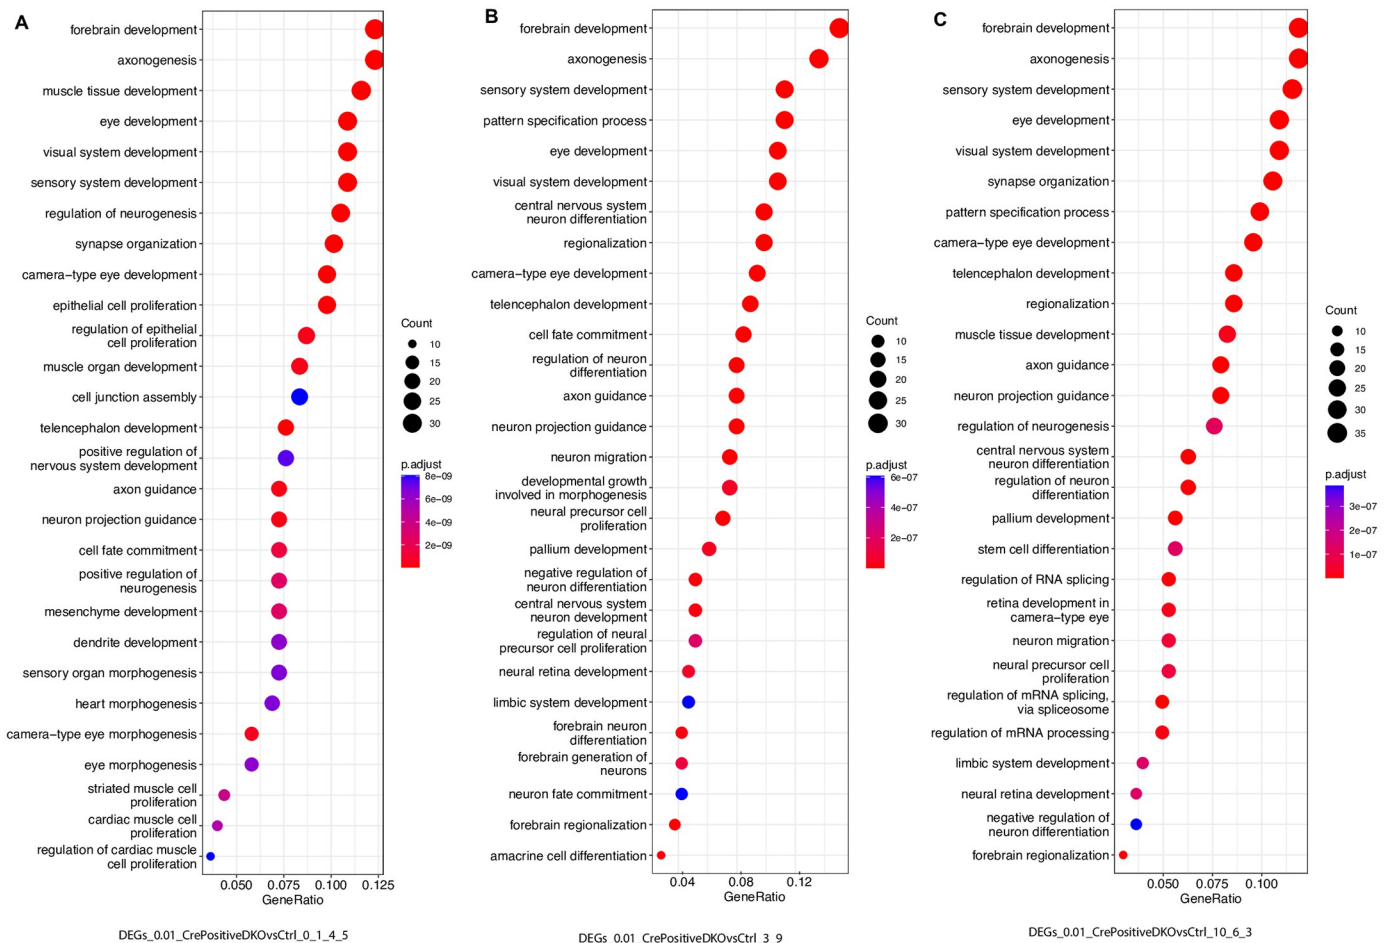 A
forebrain development
axonogenesis
muscle tissue development
eye development
visual system development
sensory system development
regulation of neurogenesis
synapse organization
camera−type eye development
epithelial cell proliferation
regulation of epithelial
cell proliferation
muscle organ development
cell junction assembly
telencephalon development
positive regulation of
nervous system development
axon guidance
neuron projection guidance
cell fate commitment
positive regulation of
neurogenesis
mesenchyme development
dendrite development
sensory organ morphogenesis
heart morphogenesis
camera−type eye morphogenesis
eye morphogenesis
striated muscle cell
proliferation
cardiac muscle cell
proliferation
regulation of cardiac muscle
cell proliferation
0.050 0.075 0.100 0.125
GeneRatio
Count
10
15
20
25
30
p.adjust
8e−09
6e−09
4e−09
2e−09
DEGs_0.01_CrePositiveDKOvsCtrl_0_1_4_5
B
forebrain development
axonogenesis
sensory system development
pattern specification process
eye development
visual system development
central nervous system
neuron differentiation
regionalization
camera−type eye development
telencephalon development
cell fate commitment
regulation of neuron
differentiation
axon guidance
neuron projection guidance
neuron migration
developmental growth
involved in morphogenesis
neural precursor cell
proliferation
pallium development
negative regulation of
neuron differentiation
central nervous system
neuron development
regulation of neural
precursor cell proliferation
neural retina development
limbic system development
forebrain neuron
differentiation
forebrain generation of
neurons
neuron fate commitment
forebrain regionalization
amacrine cell differentiation
0.04 0.08 0.12
GeneRatio
Count
10
15
20
25
30
p.adjust
6e−07
4e−07
2e−07
DEGs_0.01_CrePositiveDKOvsCtrl_3_9
C
forebrain development
axonogenesis
sensory system development
eye development
visual system development
synapse organization
pattern specification process
camera−type eye development
telencephalon development
regionalization
muscle tissue development
axon guidance
neuron projection guidance
regulation of neurogenesis
central nervous system
neuron differentiation
regulation of neuron
differentiation
pallium development
stem cell differentiation
regulation of RNA splicing
retina development in
camera−type eye
neuron migration
neural precursor cell
proliferation
regulation of mRNA splicing,
via spliceosome
regulation of mRNA processing
limbic system development
neural retina development
negative regulation of
neuron differentiation
forebrain regionalization
0.050 0.075 0.100
GeneRatio
Count
10
15
20
25
30
35
p.adjust
3e−07
2e−07
1e−07
DEGs_0.01_CrePositiveDKOvsCtrl_10_6_3